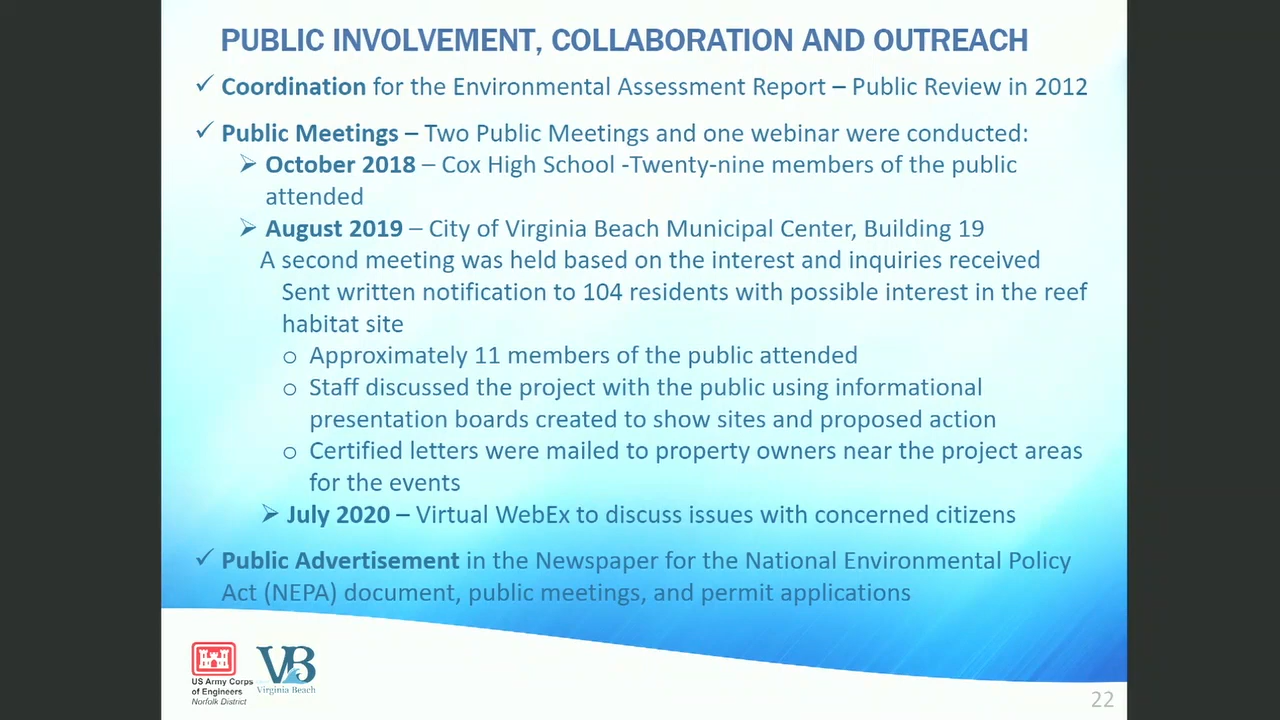 PUBLIC INVOLVEMENT, COLLABORATION AND OUTREACH
✓ Coordination for the Environmental Assessment Report – Public Review in 2012
✓ Public Meetings – Two Public Meetings and one webinar were conducted:
➢ October 2018 – Cox High School -Twenty-nine members of the public
attended
➢ August 2019 – City of Virginia Beach Municipal Center, Building 19
A second meeting was held based on the interest and inquiries received
Sent written notification to 104 residents with possible interest in the reef
habitat site
o Approximately 11 members of the public attended
o Staff discussed the project with the public using informational
presentation boards created to show sites and proposed action
o Certified letters were mailed to property owners near the project areas
for the events
➢ July 2020 – Virtual WebEx to discuss issues with concerned citizens
✓ Public Advertisement in the Newspaper for the National Environmental Policy
Act (NEPA) document, public meetings, and permit applications
US Army Corps
of Engineers
Norfolk District
VB
Virginia Beach
22